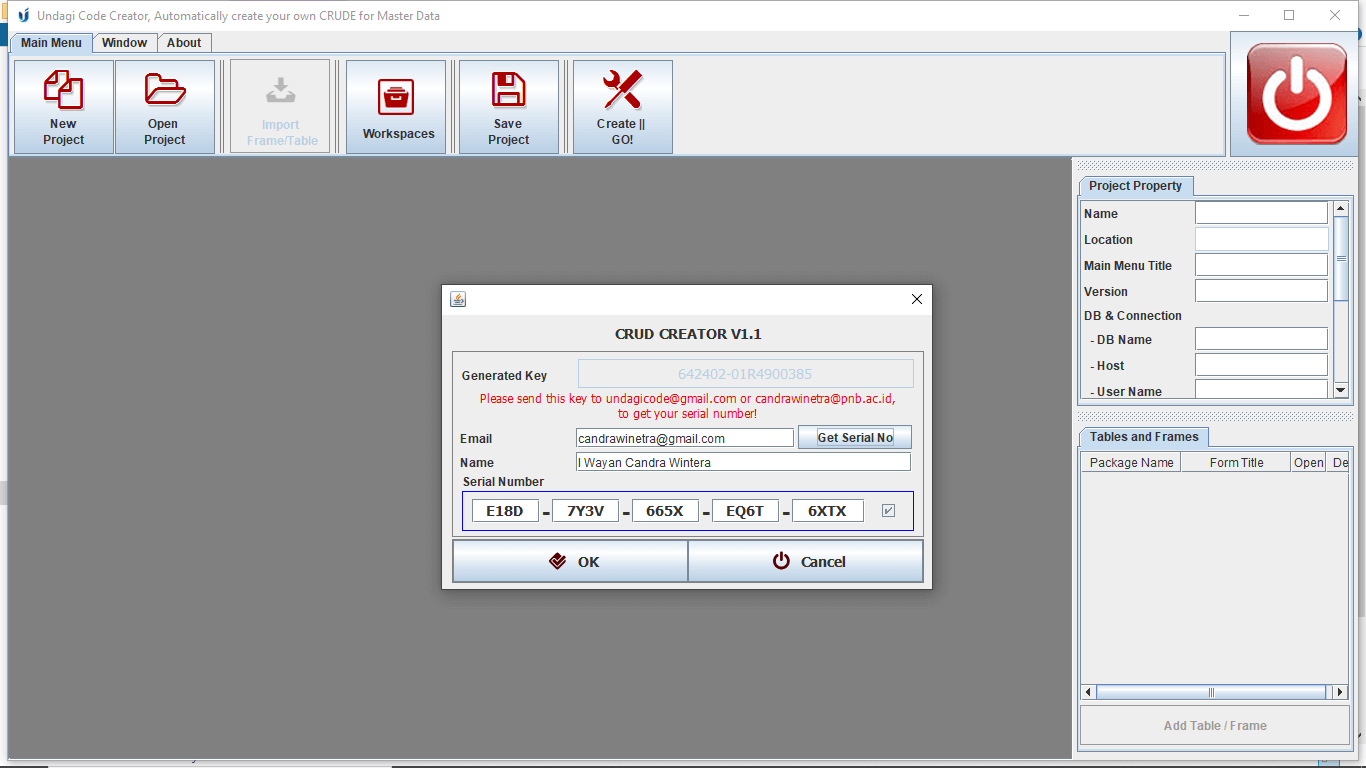 Undagi Code Creator, Automatically create your own CRUDE for Master Data
Main Menu Window About
New Project
Open Project
Import Frame/Table
Workspaces
Save Project
Create || GO!
Project Property
Name
Location
Main Menu Title
Version
DB & Connection
- DB Name
- Host
- User Name
CRUD CREATOR V1.1
Generated Key 642402-01R4900385
Please send this key to undagicode@gmail.com or candrawinetra@pnb.ac.id,
to get your serial number!
Email candrawinetra@gmail.com Get Serial No
Name I Wayan Candra Wintera
Serial Number
E18D - 7Y3V - 665X - EQ6T - 6XTX
OK Cancel
Tables and Frames
Package Name Form Title Open De
Add Table / Frame